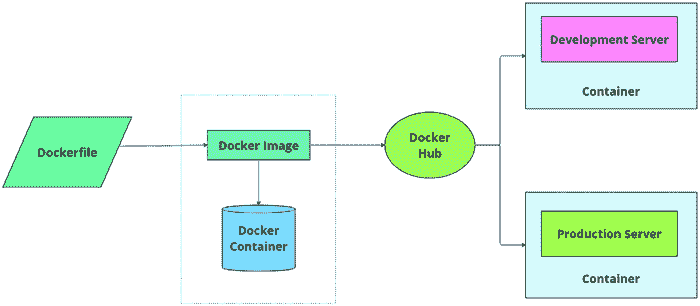 Dockerfile
Docker Image
Docker
Container
Docker
Hub
Development Server
Container
Production Server
Container